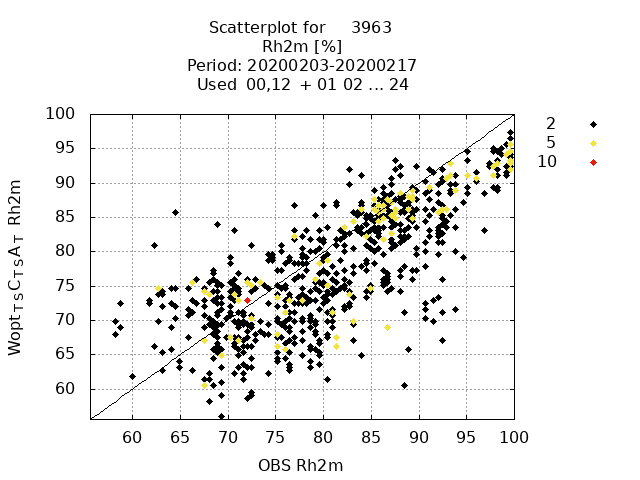 Scatterplot for 3963
Rh2m [%]
Period: 20200203-20200217
Used 00,12 + 01 02 ... 24
2
5
10
100
95
90
85
80
75
70
65
60
Wopt_TS C_TS A_T Rh2m
60 65 70 75 80 85 90 95 100
OBS Rh2m